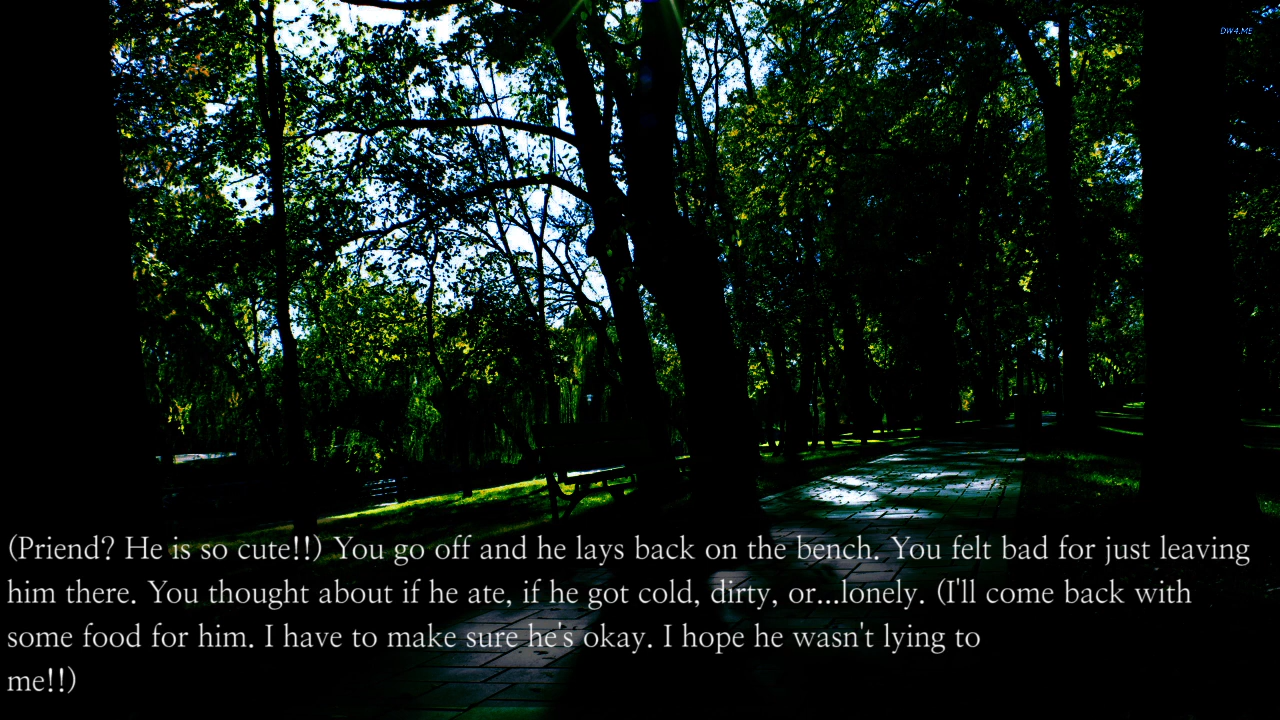 DW4.ME
(Priend? He is so cute!!) You go off and he lays back on the bench. You felt bad for just leaving
him there. You thought about if he ate, if he got cold, dirty, or...lonely. (I'll come back with
some food for him. I have to make sure he's okay. I hope he wasn't lying to
me!!)